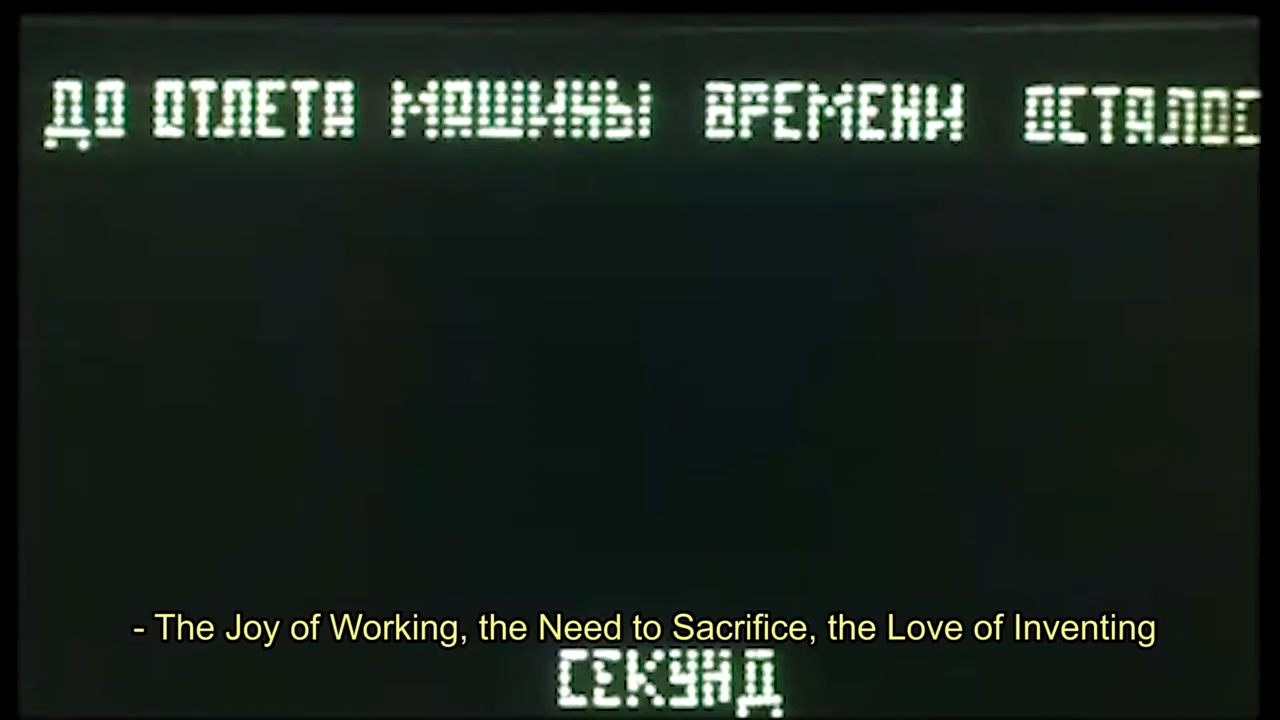 ДО ОТЛЕТА МАШИНЫ ВРЕМЕНИ ОСТАЛОС
- The Joy of Working, the Need to Sacrifice, the Love of Inventing
СЕКУНД